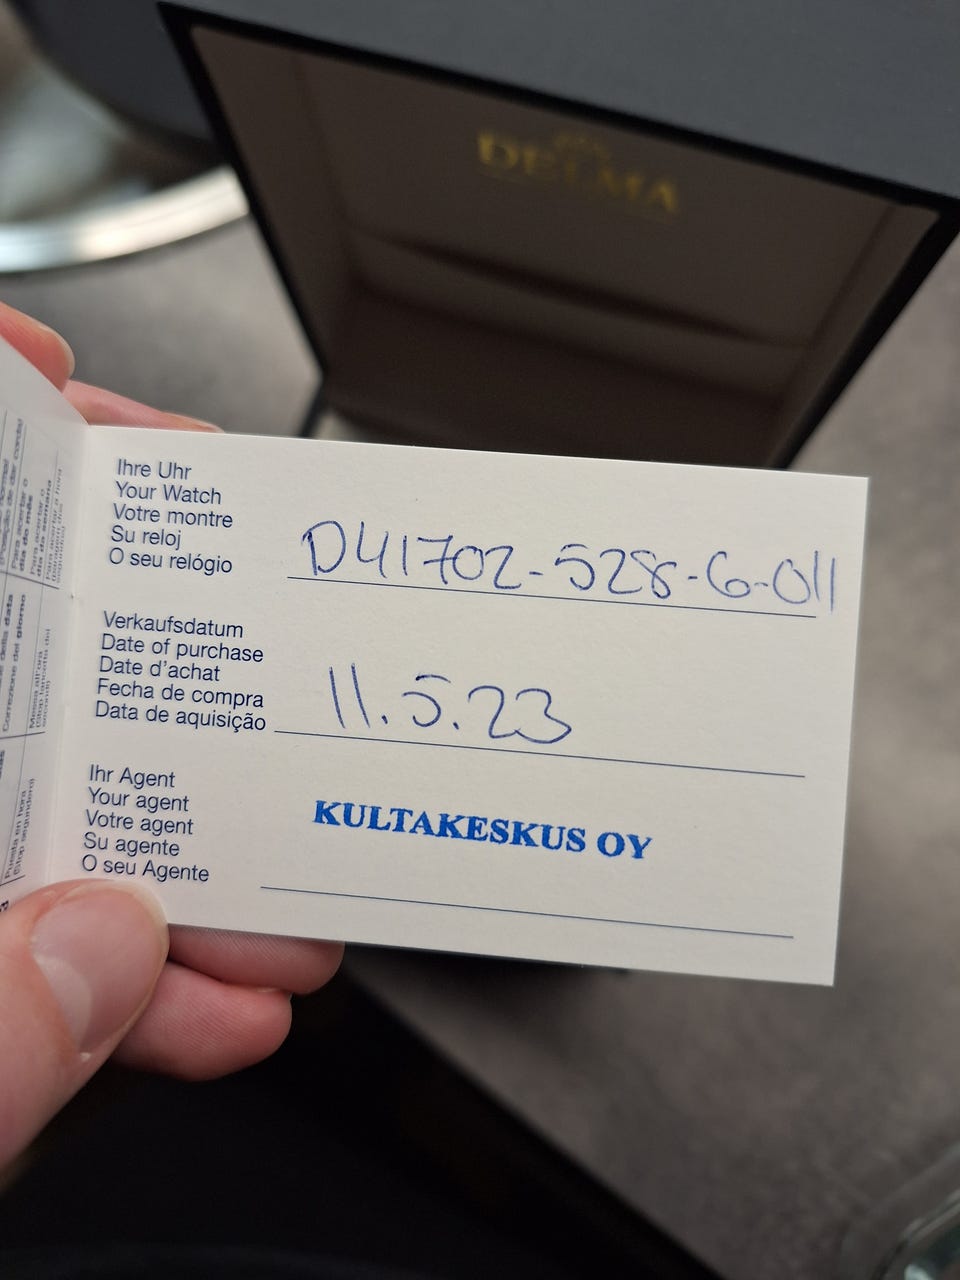 DELMA
Ihre Uhr
Your Watch
Votre montre
Su reloj
O seu relógio
D41702-528-6-011
Verkaufsdatum
Date of purchase
Date d'achat
Fecha de compra
Data de aquisição
11.5.23
Ihr Agent
Your agent
Votre agent
Su agente
O seu Agente
KULTAKESKUS OY